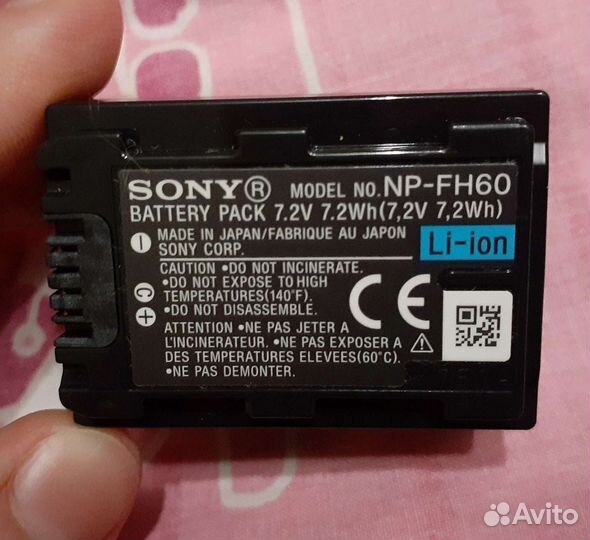 SONY® MODEL NO. NP-FH60
BATTERY PACK 7.2V 7.2Wh(7,2V 7,2Wh)
MADE IN JAPAN/FABRIQUE AU JAPON
SONY CORP.
Li-ion
CAUTION •DO NOT INCINERATE.
•DO NOT EXPOSE TO HIGH
TEMPERATURES(140°F).
•DO NOT DISASSEMBLE.
C
CE
ATTENTION •NE PAS JETER A
L'INCINERATEUR. •NE PAS EXPOSER A
DES TEMPERATURES ELEVEES(60°C).
•NE PAS DEMONTER.
Avito